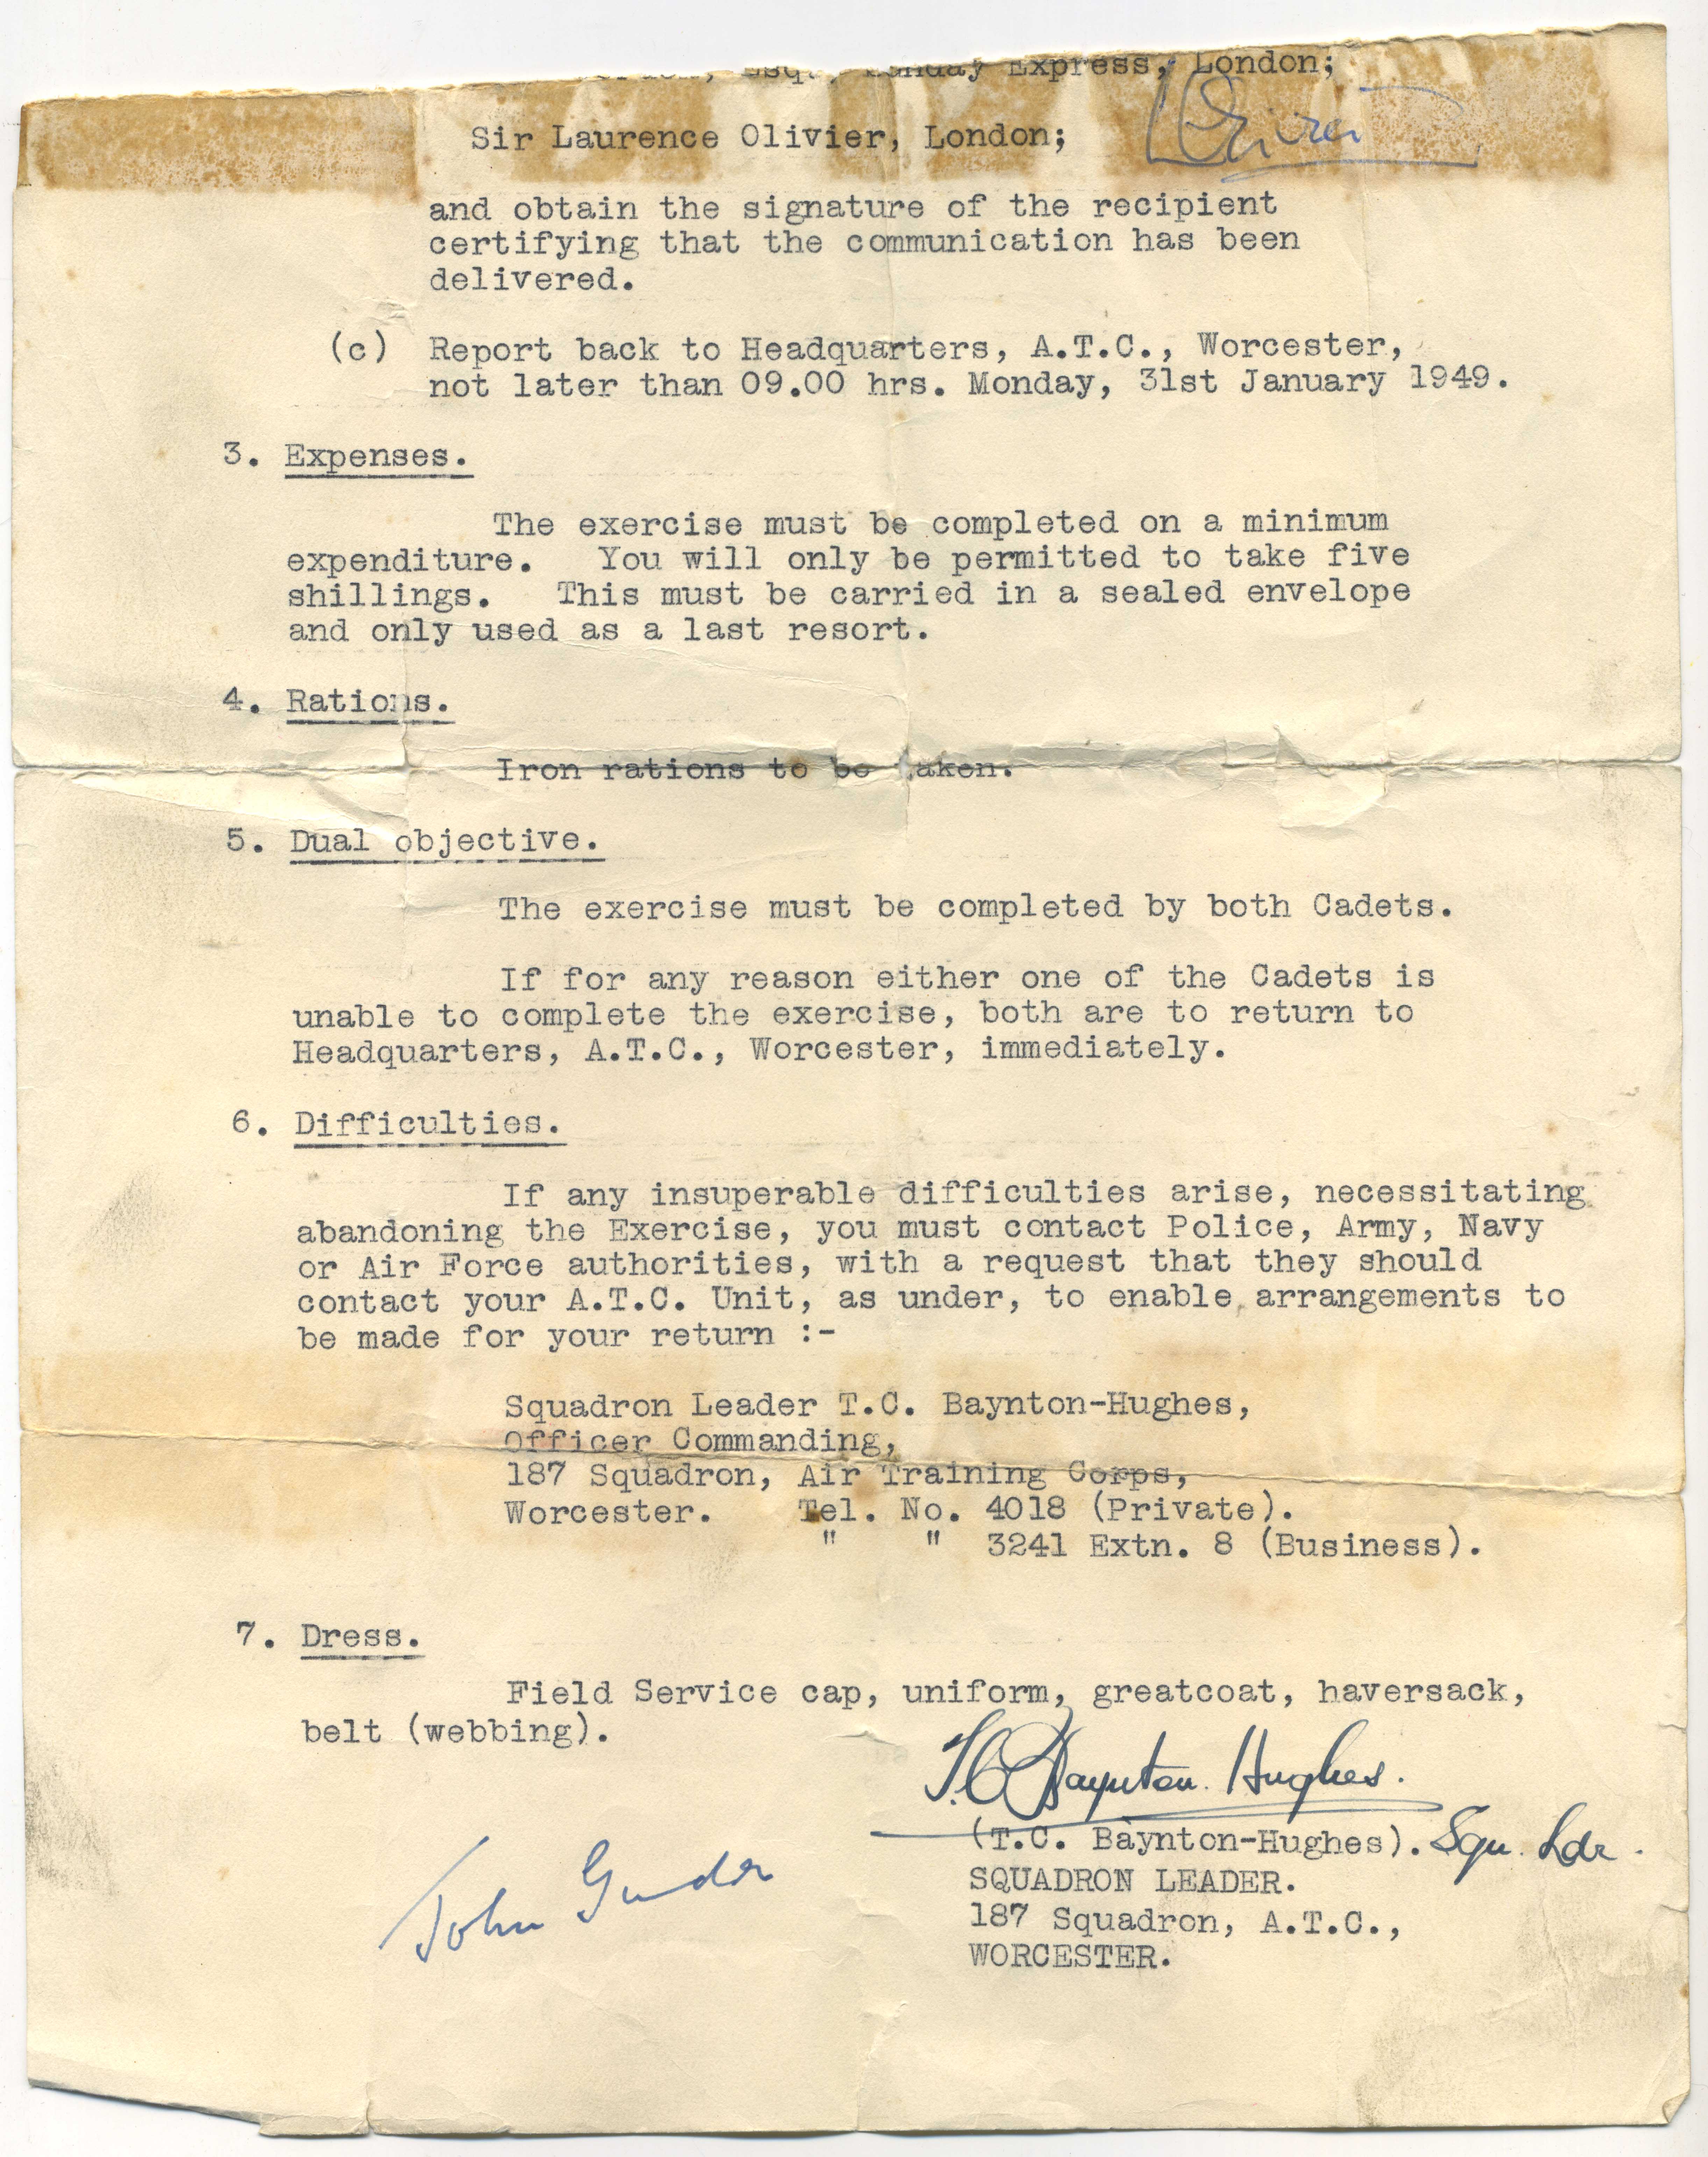 Esq., Sunday Express, London;
Sir Laurence Olivier, London; LOlivier
and obtain the signature of the recipient
certifying that the communication has been
delivered.
(c) Report back to Headquarters, A.T.C., Worcester,
not later than 09.00 hrs. Monday, 31st January 1949.
3. Expenses.
The exercise must be completed on a minimum
expenditure. You will only be permitted to take five
shillings. This must be carried in a sealed envelope
and only used as a last resort.
4. Rations.
Iron rations to be taken.
5. Dual objective.
The exercise must be completed by both Cadets.
If for any reason either one of the Cadets is
unable to complete the exercise, both are to return to
Headquarters, A.T.C., Worcester, immediately.
6. Difficulties.
If any insuperable difficulties arise, necessitating
abandoning the Exercise, you must contact Police, Army, Navy
or Air Force authorities, with a request that they should
contact your A.T.C. Unit, as under, to enable arrangements to
be made for your return :-
Squadron Leader T.C. Baynton-Hughes,
Officer Commanding,
187 Squadron, Air Training Corps,
Worcester. Tel. No. 4018 (Private).
" " 3241 Extn. 8 (Business).
7. Dress.
Field Service cap, uniform, greatcoat, haversack,
belt (webbing).
T.C. Baynton-Hughes.
(T.C. Baynton-Hughes). Squ. Ldr.
SQUADRON LEADER.
187 Squadron, A.T.C.,
WORCESTER.
John